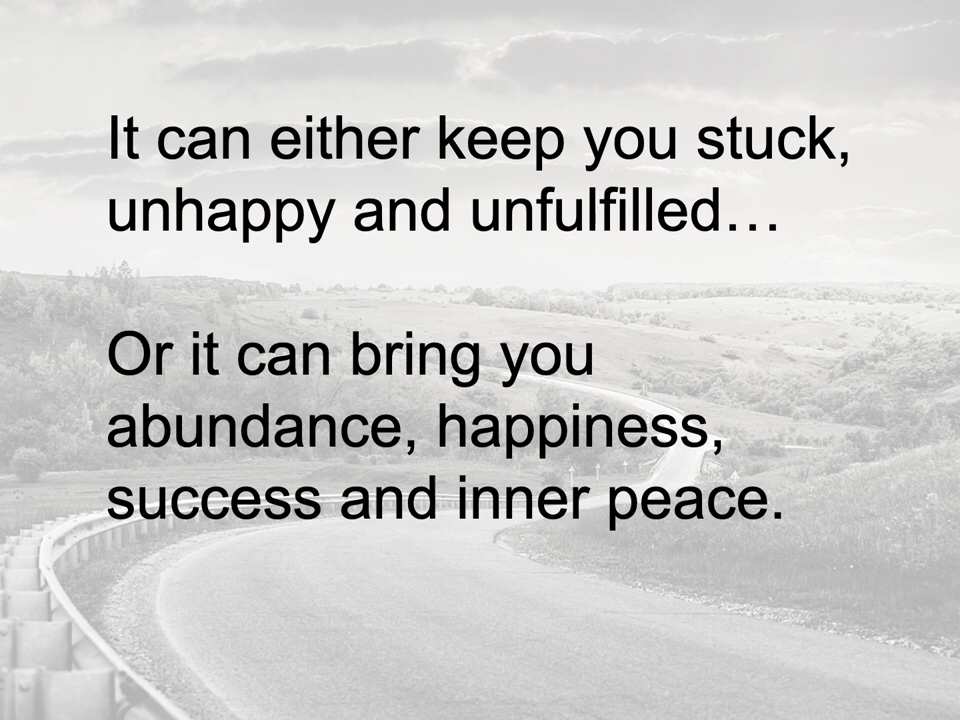 It can either keep you stuck,
unhappy and unfulfilled…
Or it can bring you
abundance, happiness,
success and inner peace.